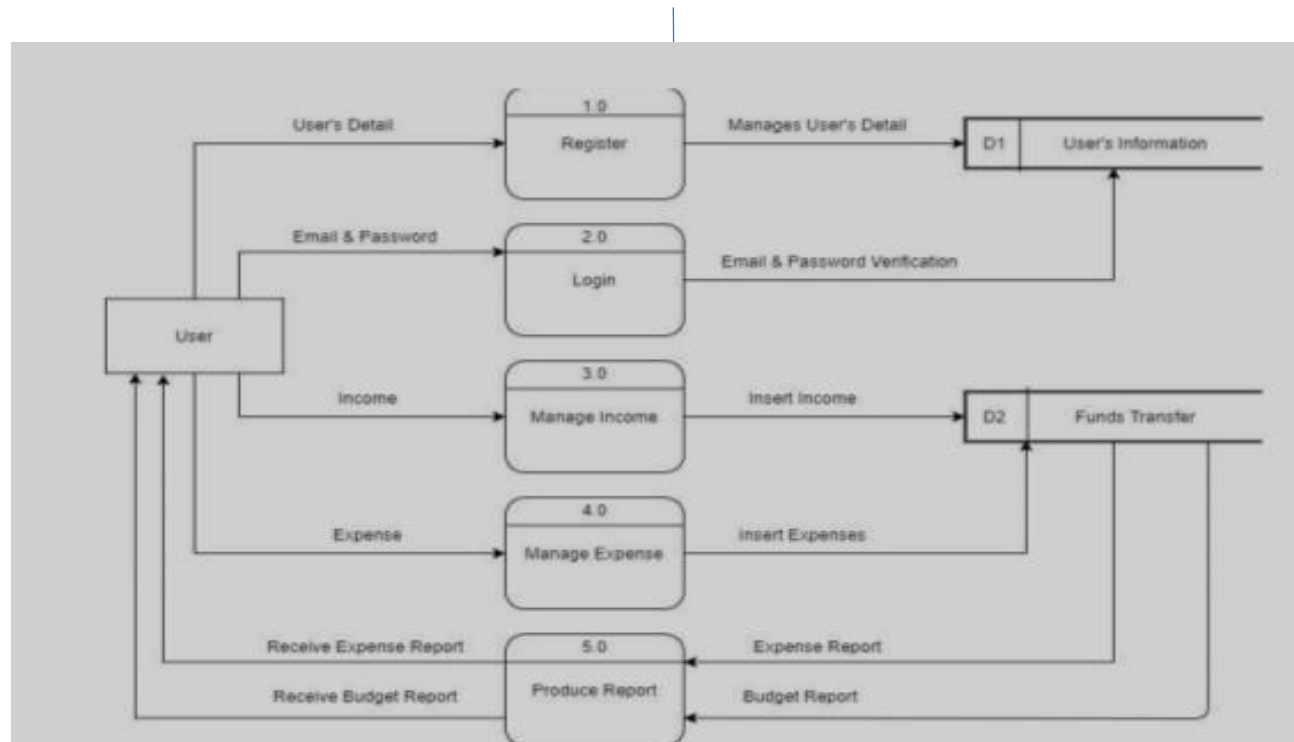 1.0
User's Detail
Manages User's Detail
Register
D1
User's Information
Email & Password
2.0
Email & Password Verification
Login
User
3.0
Income
Insert Income
Manage Income
D2
Funds Transfer
4.0
Expense
Insert Expenses
Manage Expense
Receive Expense Report
5.0
Expense Report
Receive Budget Report
Produce Report
Budget Report